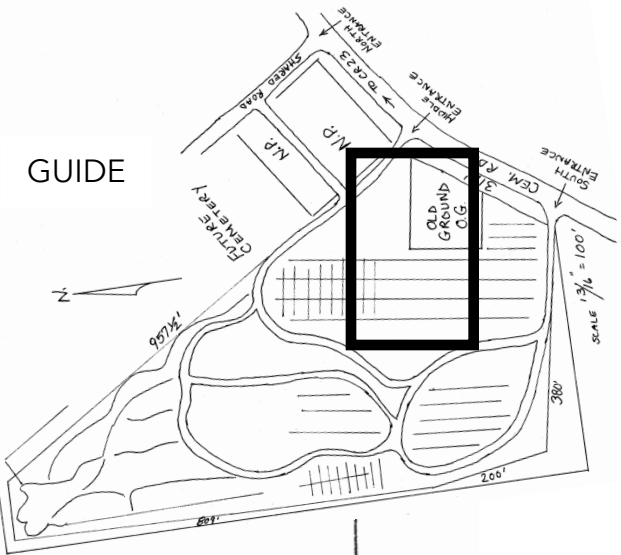 NORTH
ENTRANCE
SHARED ROAD
TO CR23
MIDDLE
ENTRANCE
N.P.
N.P.
GUIDE
CEM. RD
SOUTH
ENTRANCE
OLD
GROUND
O.G.
FUTURE
CEMETERY
N
SCALE 13/16" = 100'
957½'
380'
200'
809'